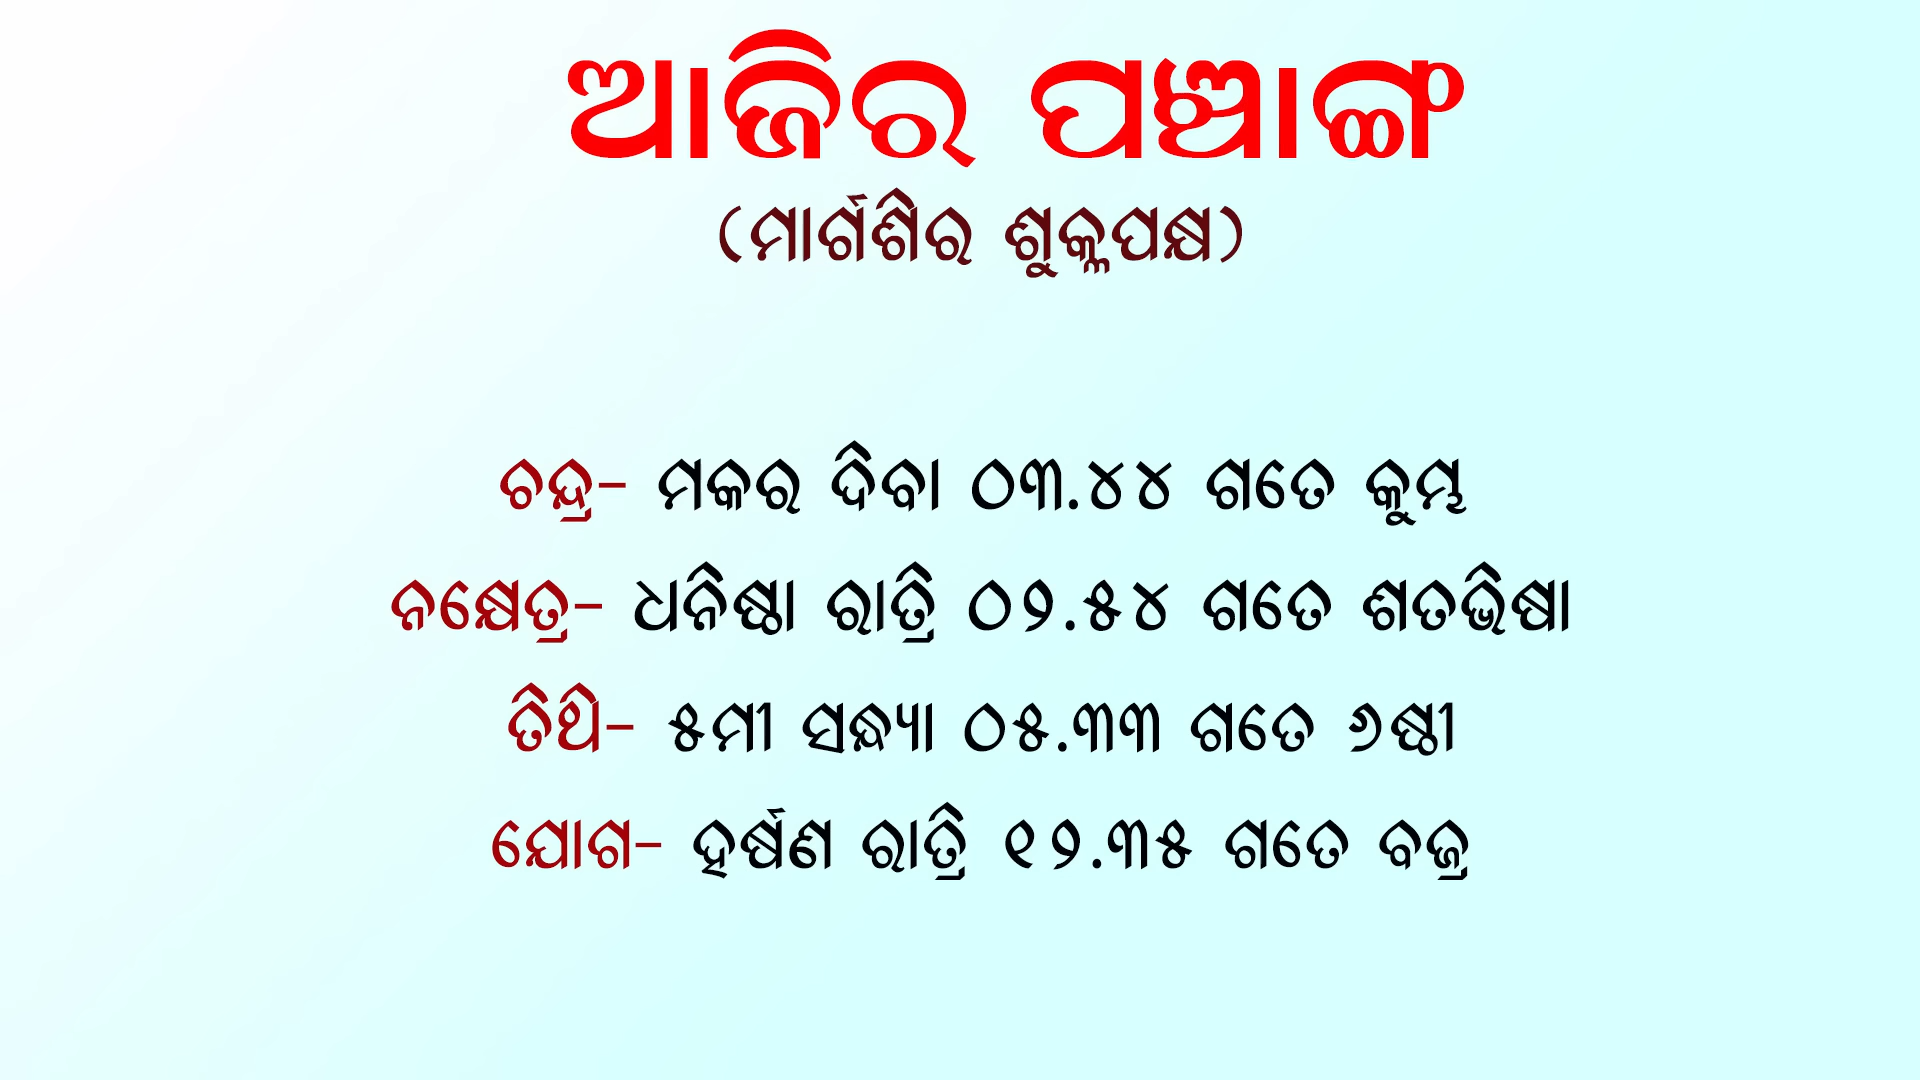 ଆଜିର ପଞ୍ଚାଙ୍ଗ
(ମାର୍ଗଶିର ଶୁକ୍ଳପକ୍ଷ)
ଚନ୍ଦ୍ର- ମକର ଦିବା ୦୩.୪୪ ଗତେ କୁମ୍ଭ
ନକ୍ଷେତ୍ର- ଧନିଷ୍ଠା ରାତ୍ରି ୦୨.୫୪ ଗତେ ଶତଭିଷା
ତିଥି- ୫ମୀ ସନ୍ଧ୍ୟା ୦୫.୩୩ ଗତେ ୬ଷ୍ଠୀ
ଯୋଗ- ହର୍ଷଣ ରାତ୍ରି ୧୨.୩୫ ଗତେ ବଜ୍ର